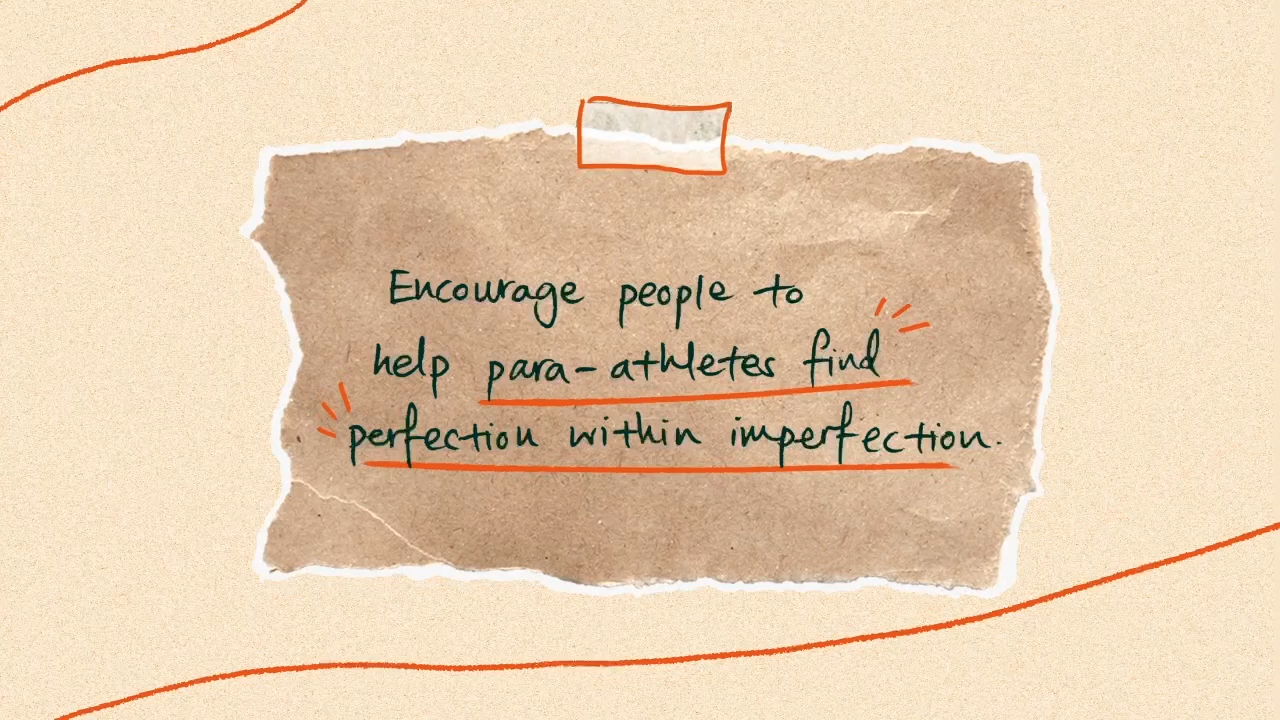 Encourage people to
help para-athletes find
perfection within imperfection.